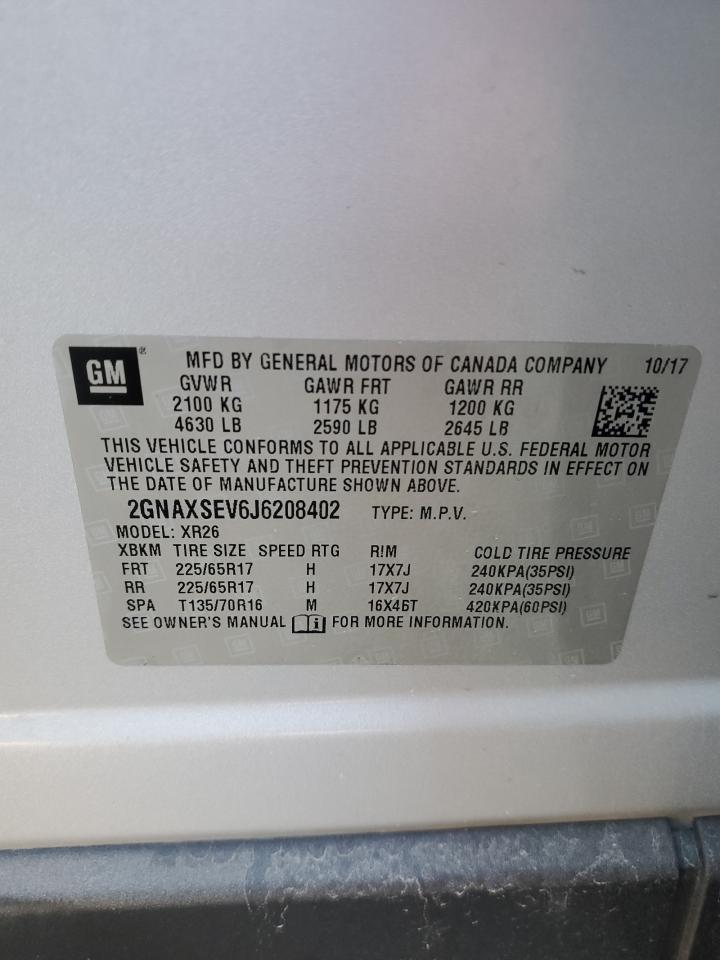 GM®
MFD BY GENERAL MOTORS OF CANADA COMPANY 10/17
GVWR GAWR FRT GAWR RR
2100 KG 1175 KG 1200 KG
4630 LB 2590 LB 2645 LB
THIS VEHICLE CONFORMS TO ALL APPLICABLE U.S. FEDERAL MOTOR
VEHICLE SAFETY AND THEFT PREVENTION STANDARDS IN EFFECT ON
THE DATE OF MANUFACTURE SHOWN ABOVE.
2GNAXSEV6J6208402 TYPE: M.P.V.
MODEL: XR26
XBKM TIRE SIZE SPEED RTG RIM COLD TIRE PRESSURE
FRT 225/65R17 H 17X7J 240KPA(35PSI)
RR 225/65R17 H 17X7J 240KPA(35PSI)
SPA T135/70R16 M 16X4BT 420KPA(60PSI)
SEE OWNER'S MANUAL i FOR MORE INFORMATION.